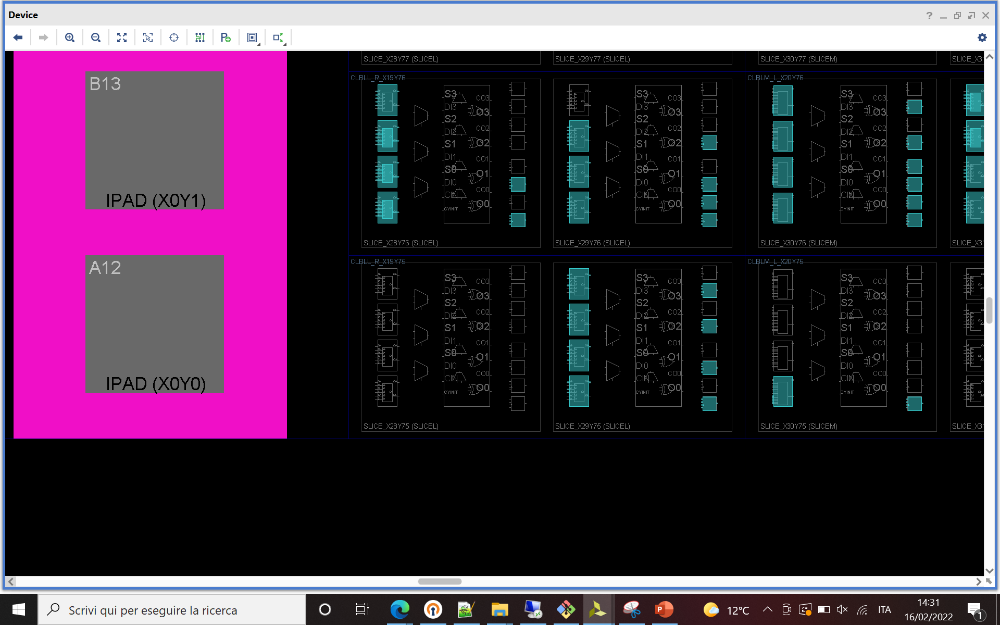 Device
SLICE_X28Y77 (SLICEL)
SLICE_X29Y77 (SLICEL)
SLICE_X30Y77 (SLICEM)
SLICE_X31
B13
IPAD (X0Y1)
A12
IPAD (X0Y0)
CLBLL_R_X19Y76
CLBLM_L_X20Y76
S3 CO3
DI3 O3
S2
DI2 CO2
S1 O2
DI1 CO1
S0 O1
DI0 CO0
CIN O0
CYINIT
S3 CO3
DI3 O3
S2
DI2 CO2
S1 O2
DI1 CO1
S0 O1
DI0 CO0
CIN O0
CYINIT
S3 CO3
DI3 O3
S2
DI2 CO2
S1 O2
DI1 CO1
S0 O1
DI0 CO0
CIN O0
CYINIT
SLICE_X28Y76 (SLICEL)
SLICE_X29Y76 (SLICEL)
SLICE_X30Y76 (SLICEM)
SLICE_X31
CLBLL_R_X19Y75
CLBLM_L_X20Y75
S3 CO3
DI3 O3
S2
DI2 CO2
S1 O2
DI1 CO1
S0 O1
DI0 CO0
CIN O0
CYINIT
S3 CO3
DI3 O3
S2
DI2 CO2
S1 O2
DI1 CO1
S0 O1
DI0 CO0
CIN O0
CYINIT
S3 CO3
DI3 O3
S2
DI2 CO2
S1 O2
DI1 CO1
S0 O1
DI0 CO0
CIN O0
CYINIT
SLICE_X28Y75 (SLICEL)
SLICE_X29Y75 (SLICEL)
SLICE_X30Y75 (SLICEM)
SLICE_X31
Scrivi qui per eseguire la ricerca
12°C
ITA
14:31
16/02/2022
1